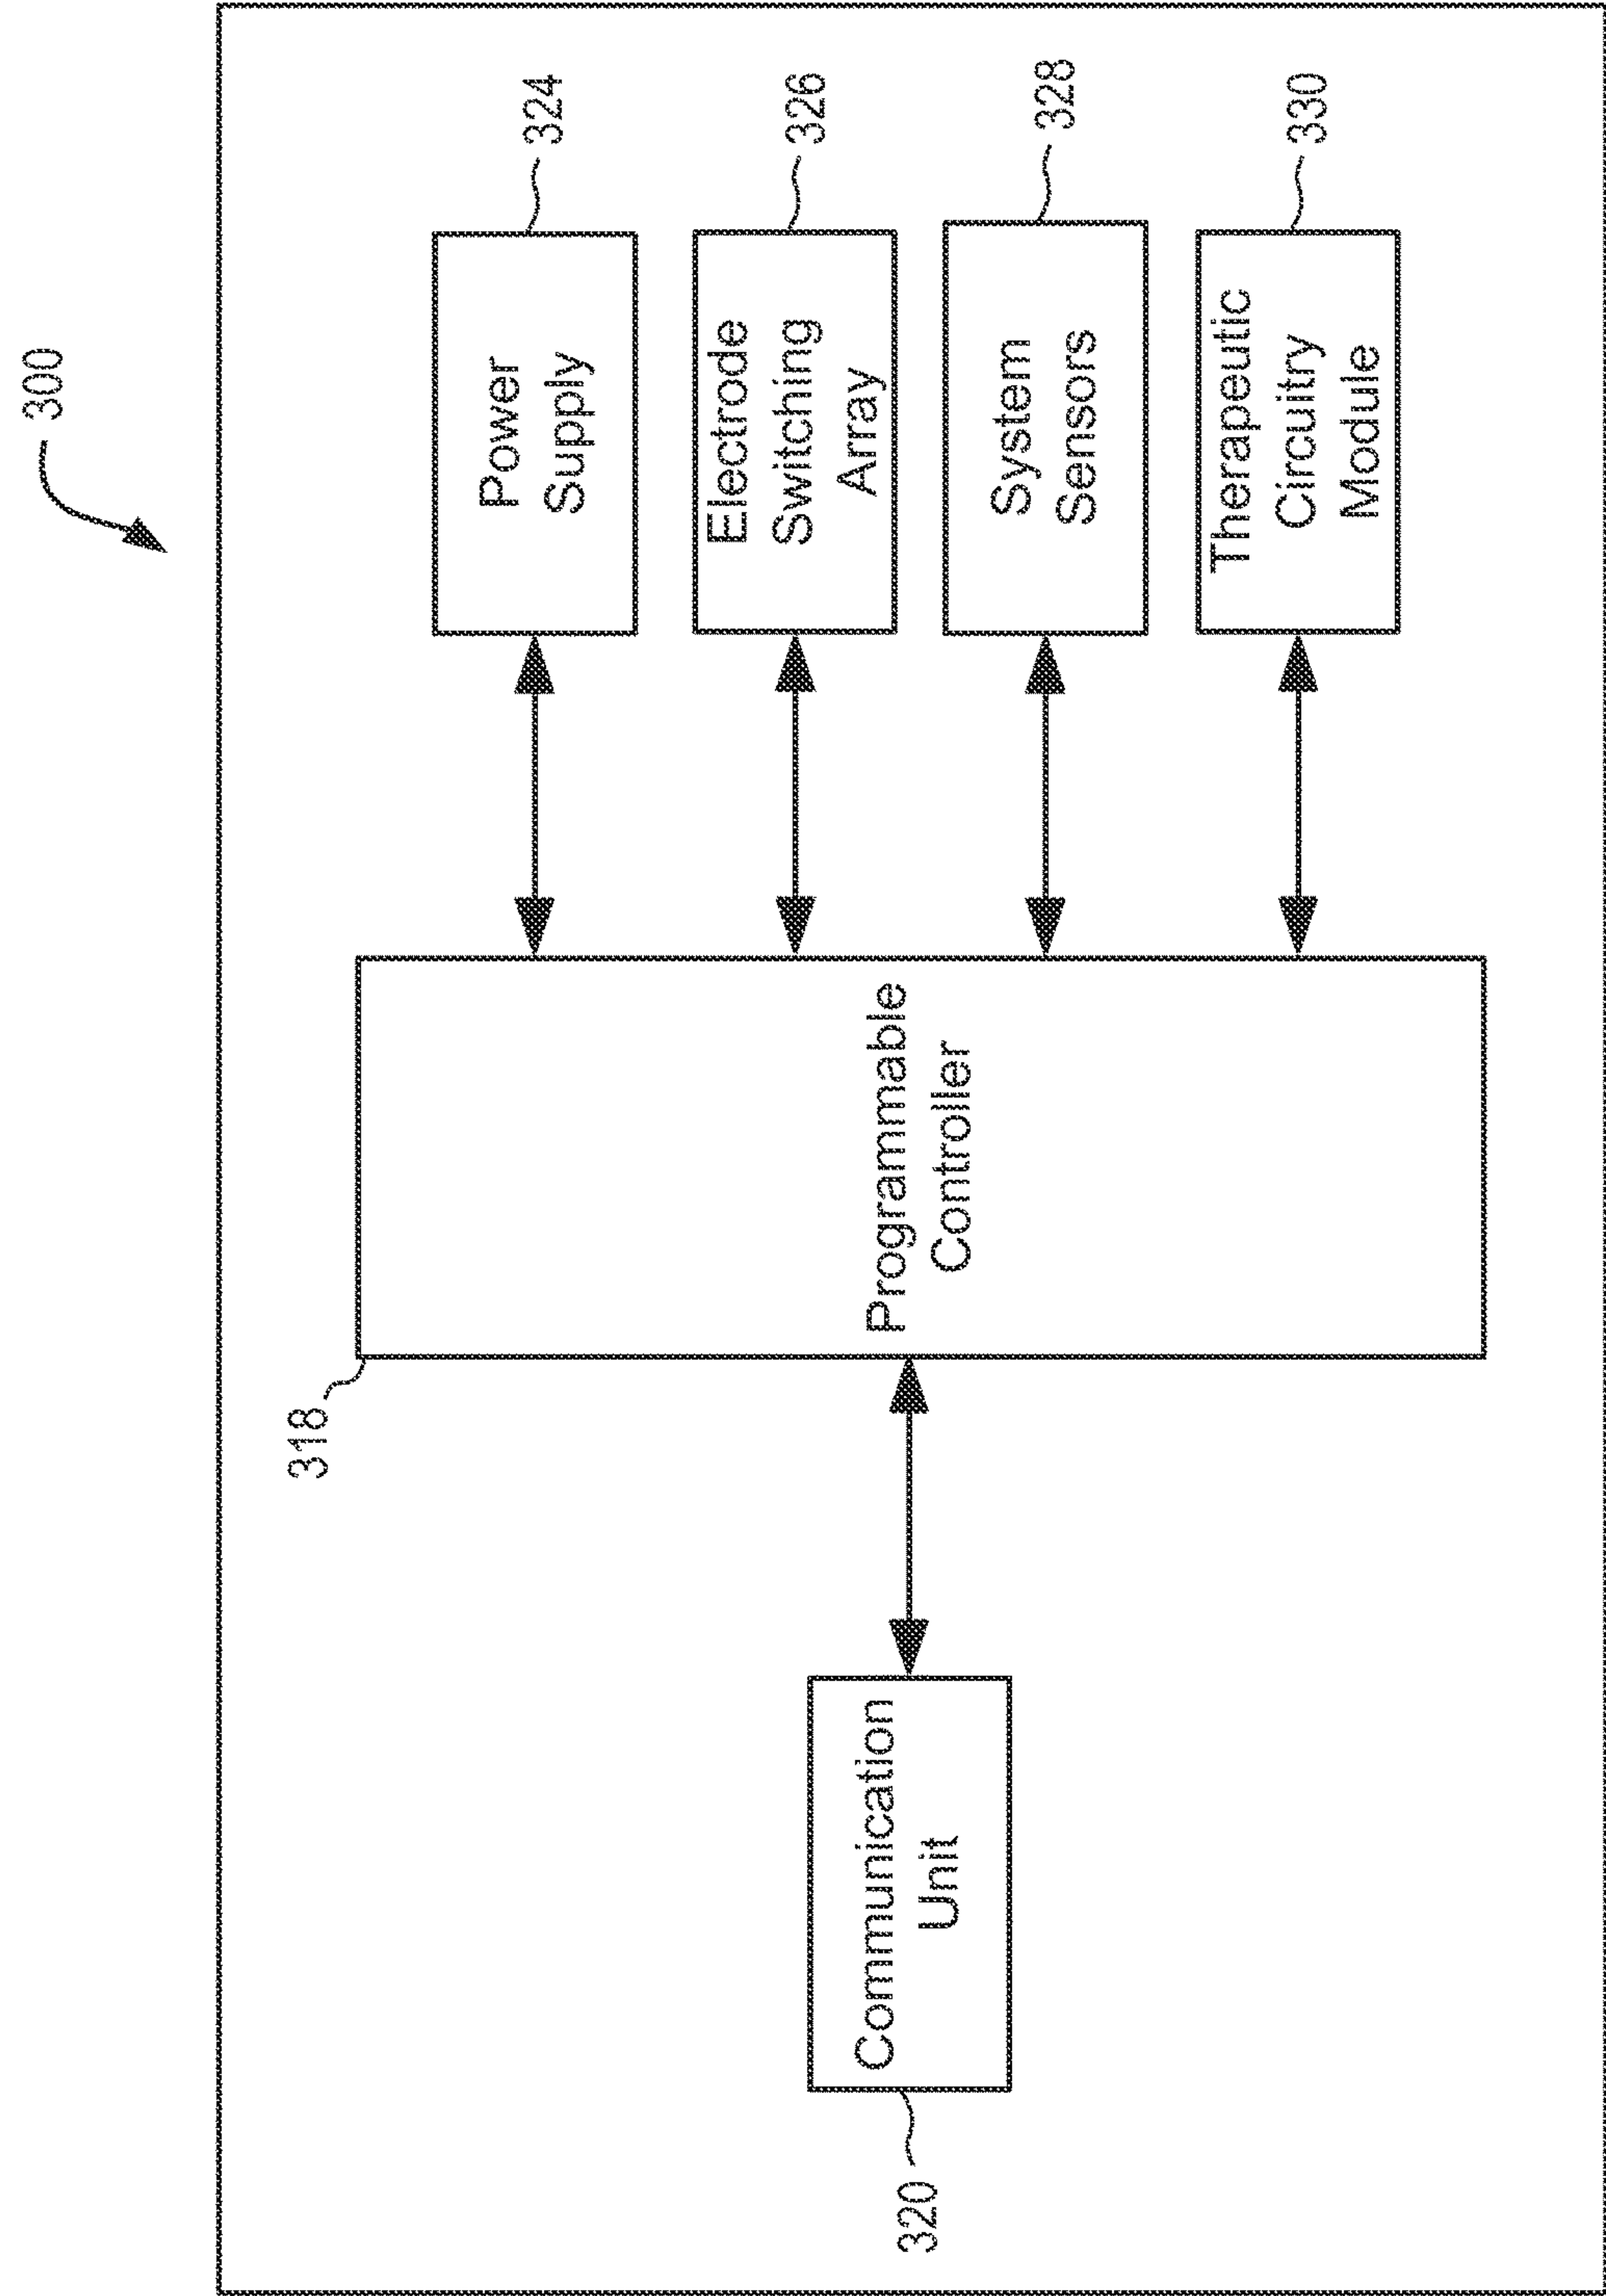 300
318
Programmable
Controller
320
Communication
Unit
324
Power
Supply
326
Electrode
Switching
Array
328
System
Sensors
330
Therapeutic
Circuitry
Module